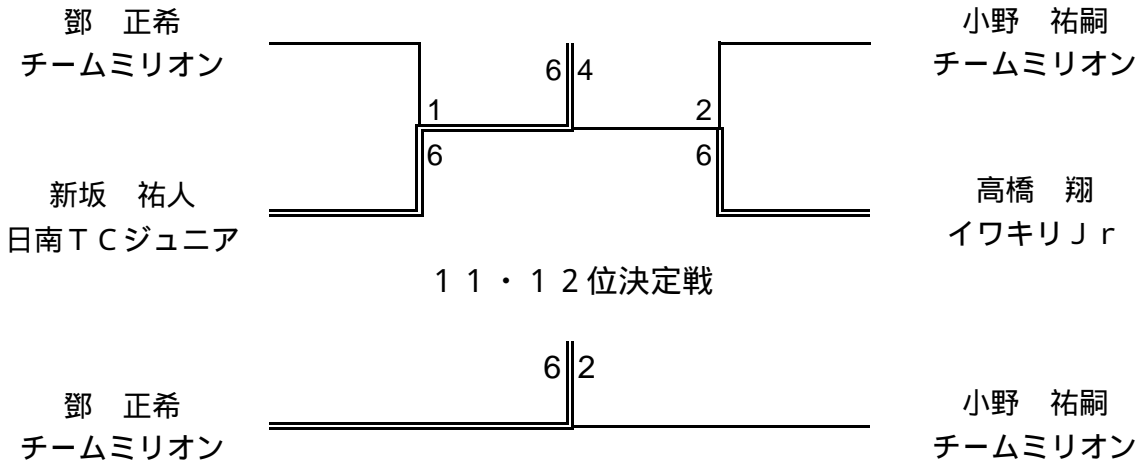 鄧　正希
チームミリオン
小野　祐嗣
チームミリオン
6 4
1
2
6
6
新坂　祐人
日南ＴＣジュニア
高橋　翔
イワキリＪｒ
１１・１２位決定戦
6 2
鄧　正希
チームミリオン
小野　祐嗣
チームミリオン